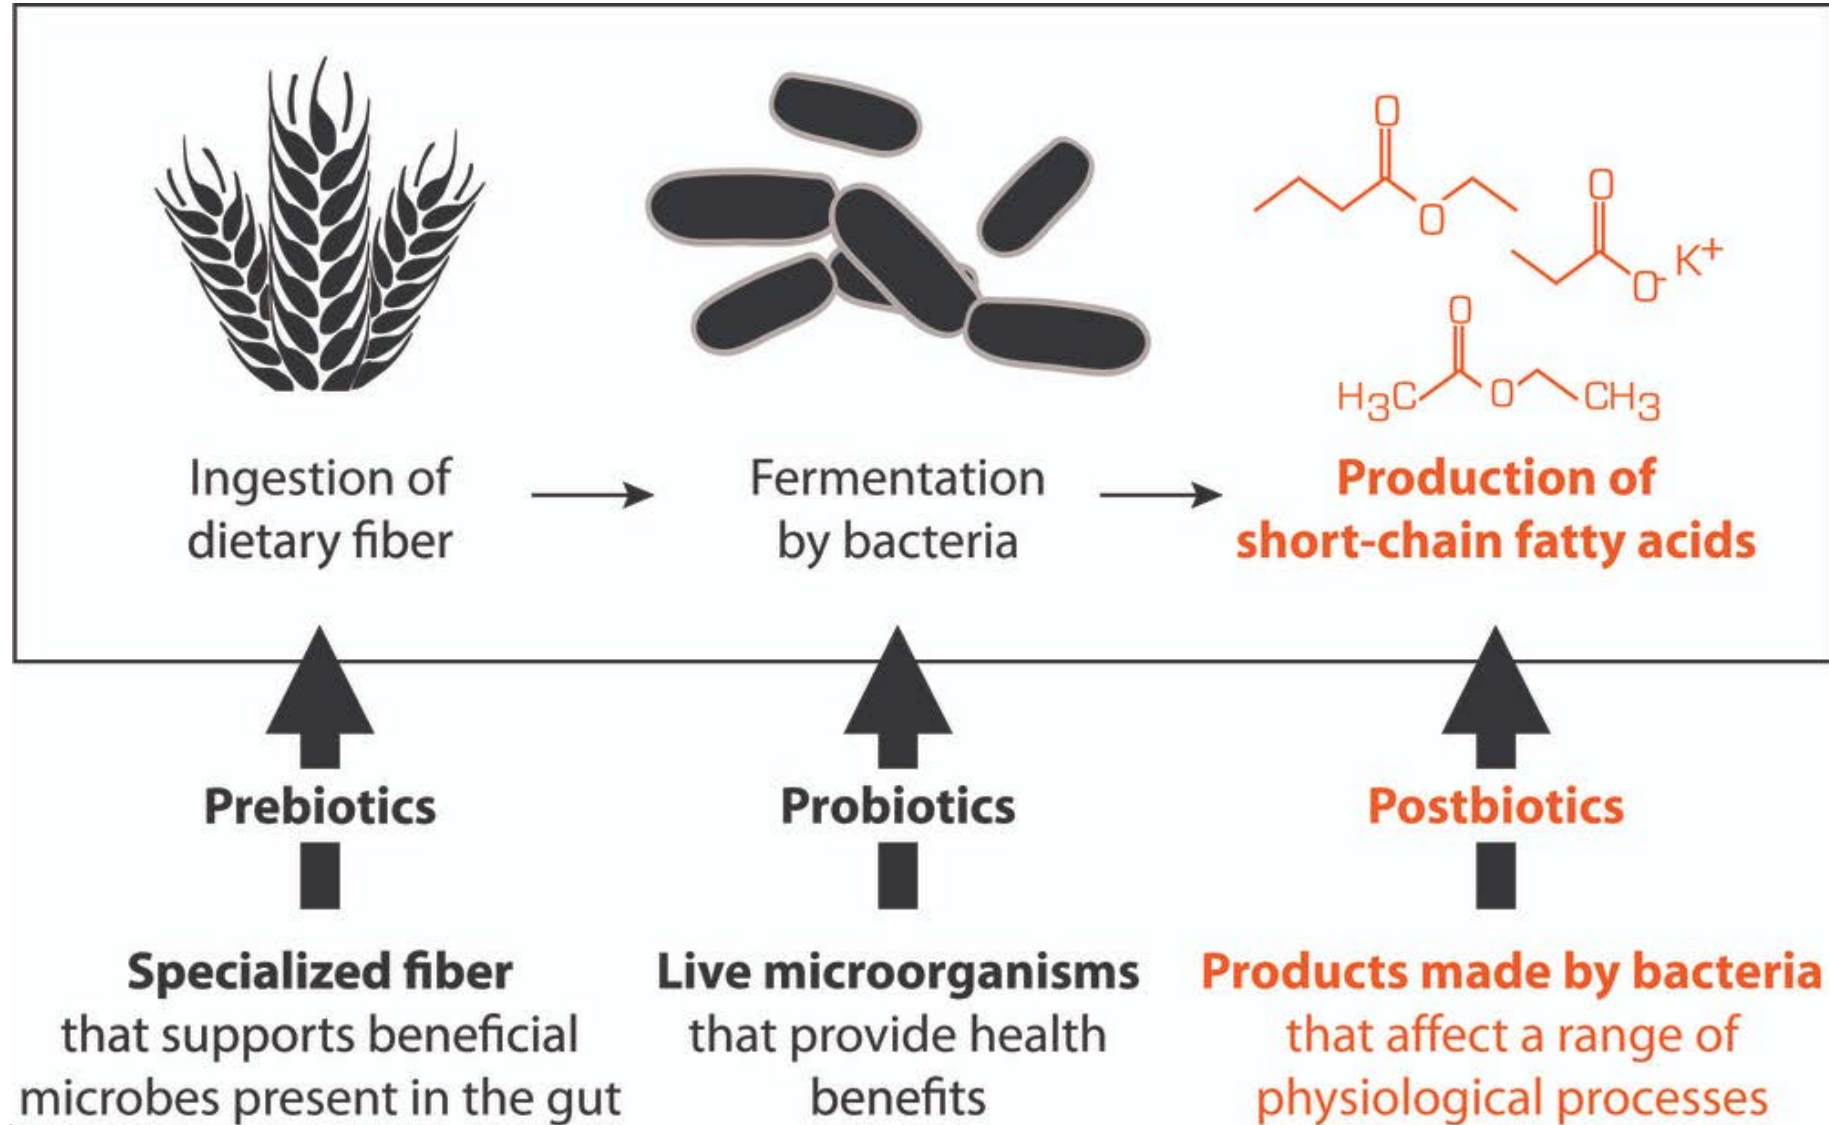 O
O
O
O- K+
O
H3C O CH3
Ingestion of
dietary fiber
Fermentation
by bacteria
Production of
short-chain fatty acids
Prebiotics
Probiotics
Postbiotics
Specialized fiber
that supports beneficial
microbes present in the gut
Live microorganisms
that provide health
benefits
Products made by bacteria
that affect a range of
physiological processes